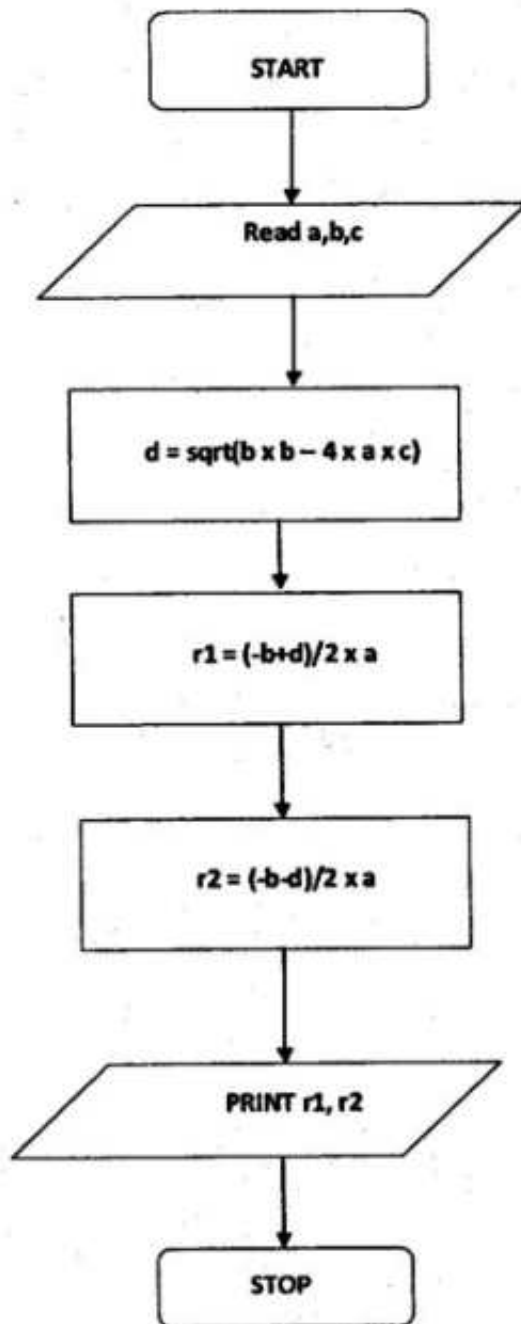 START
Read a,b,c
d = sqrt(b x b – 4 x a x c)
r1 = (-b+d)/2 x a
r2 = (-b-d)/2 x a
PRINT r1, r2
STOP